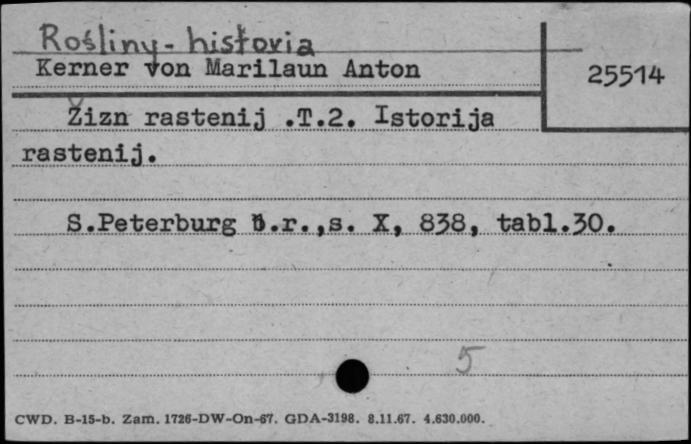 Rośliny - historia
Kerner von Marilaun Anton
25514
Žizn rastenij .T.2. Istorija
rastenij.
S.Peterburg b.r.,s. X, 838, tabl.30.
5
CWD. B-15-b. Zam. 1726-DW-On-67. GDA-3198. 8.11.67. 4.630.000.